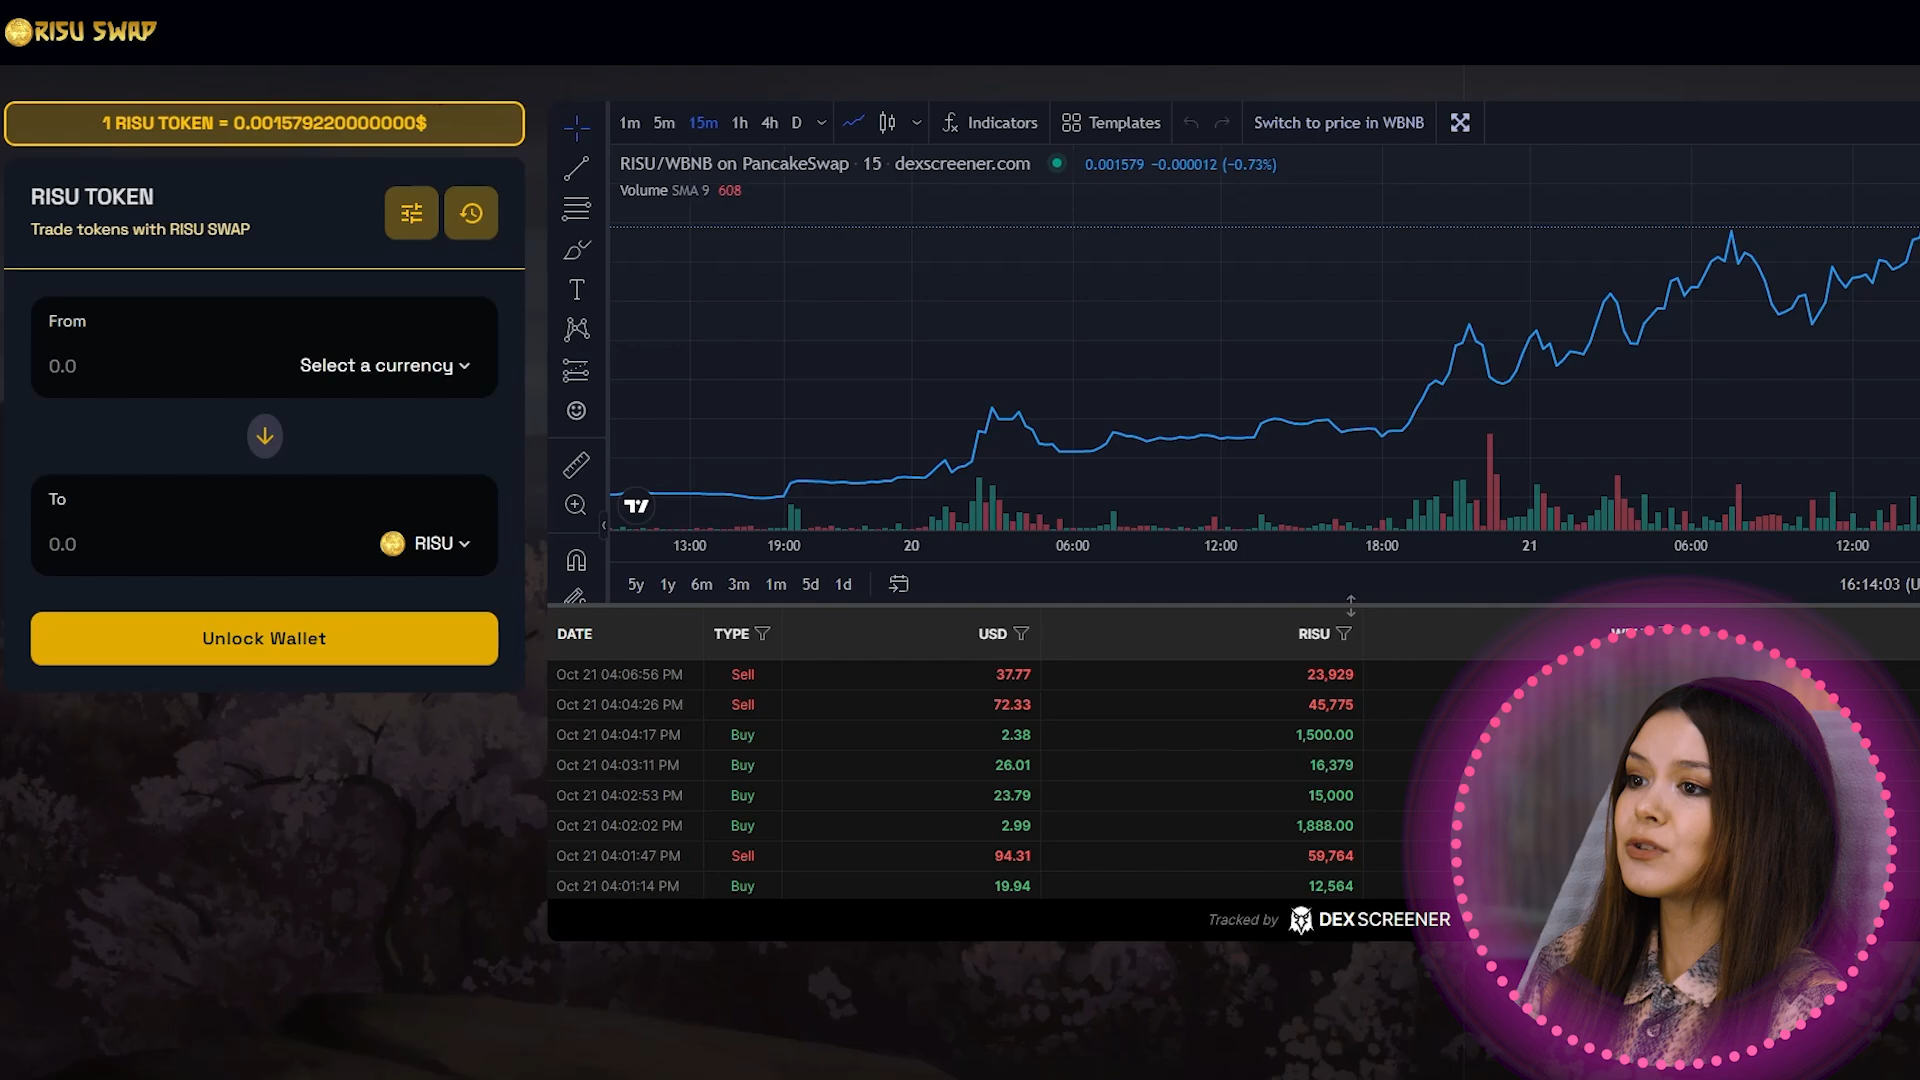 RISU SWAP
1 RISU TOKEN = 0.001579220000000$
RISU TOKEN
Trade tokens with RISU SWAP
From
0.0
Select a currency
To
0.0
RISU
Unlock Wallet
1m 5m 15m 1h 4h D Indicators Templates Switch to price in WBNB
RISU/WBNB on PancakeSwap · 15 · dexscreener.com 0.001579 −0.000012 (−0.73%)
Volume SMA 9 608
13:00 19:00 20 06:00 12:00 18:00 21 06:00 12:00
5y 1y 6m 3m 1m 5d 1d 16:14:03 (U
DATE TYPE USD RISU
Oct 21 04:06:56 PM Sell 37.77 23,929
Oct 21 04:04:26 PM Sell 72.33 45,775
Oct 21 04:04:17 PM Buy 2.38 1,500.00
Oct 21 04:03:11 PM Buy 26.01 16,379
Oct 21 04:02:53 PM Buy 23.79 15,000
Oct 21 04:02:02 PM Buy 2.99 1,888.00
Oct 21 04:01:47 PM Sell 94.31 59,764
Oct 21 04:01:14 PM Buy 19.94 12,564
Tracked by DEXSCREENER